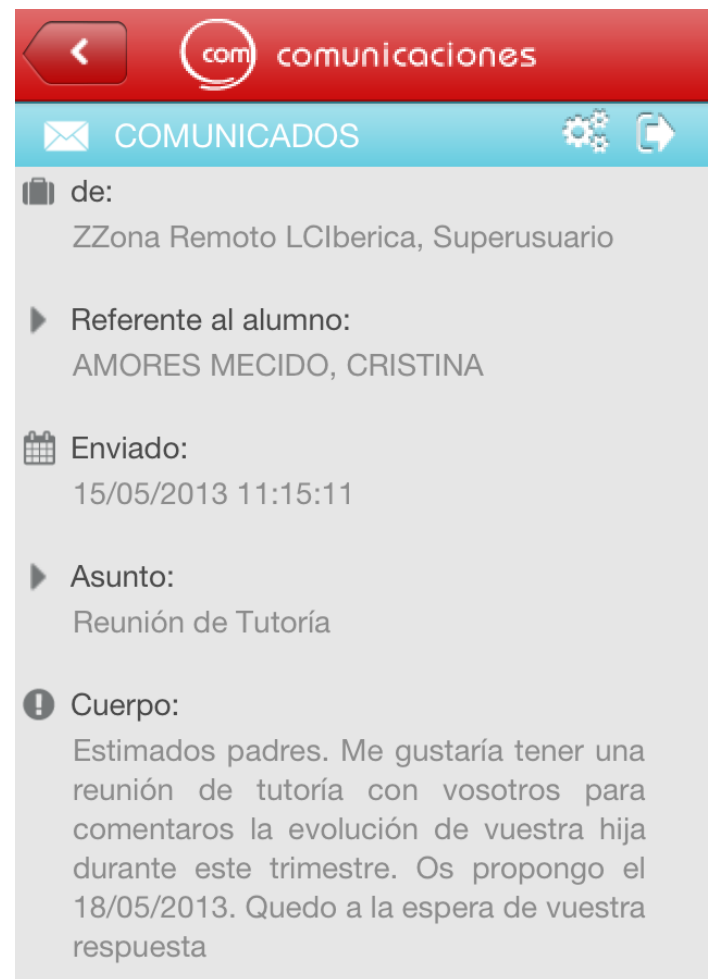 com comunicaciones
COMUNICADOS
de:
ZZona Remoto LCIberica, Superusuario
Referente al alumno:
AMORES MECIDO, CRISTINA
Enviado:
15/05/2013 11:15:11
Asunto:
Reunión de Tutoría
Cuerpo:
Estimados padres. Me gustaría tener una
reunión de tutoría con vosotros para
comentaros la evolución de vuestra hija
durante este trimestre. Os propongo el
18/05/2013. Quedo a la espera de vuestra
respuesta